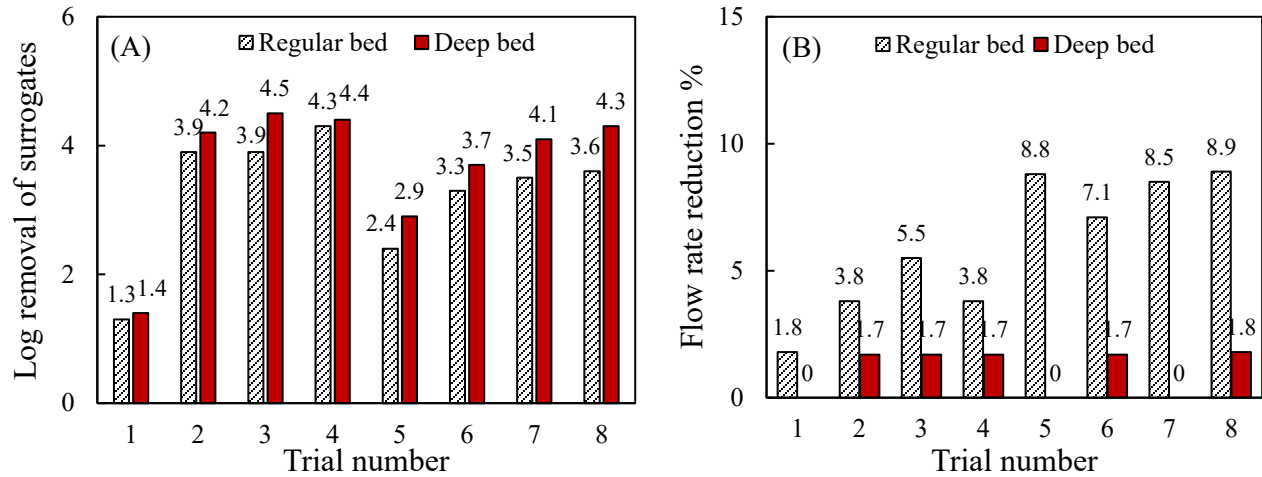 (A)
Regular bed Deep bed
Log removal of surrogates
6
4
2
0
1.3 1.4
3.9 4.2
3.9 4.5
4.3 4.4
2.4 2.9
3.3 3.7
3.5 4.1
3.6 4.3
1 2 3 4 5 6 7 8
Trial number
(B)
Regular bed Deep bed
Flow rate reduction %
15
10
5
0
1.8 0
3.8 1.7
5.5 1.7
3.8 1.7
8.8 0
7.1 1.7
8.5 0
8.9 1.8
1 2 3 4 5 6 7 8
Trial number